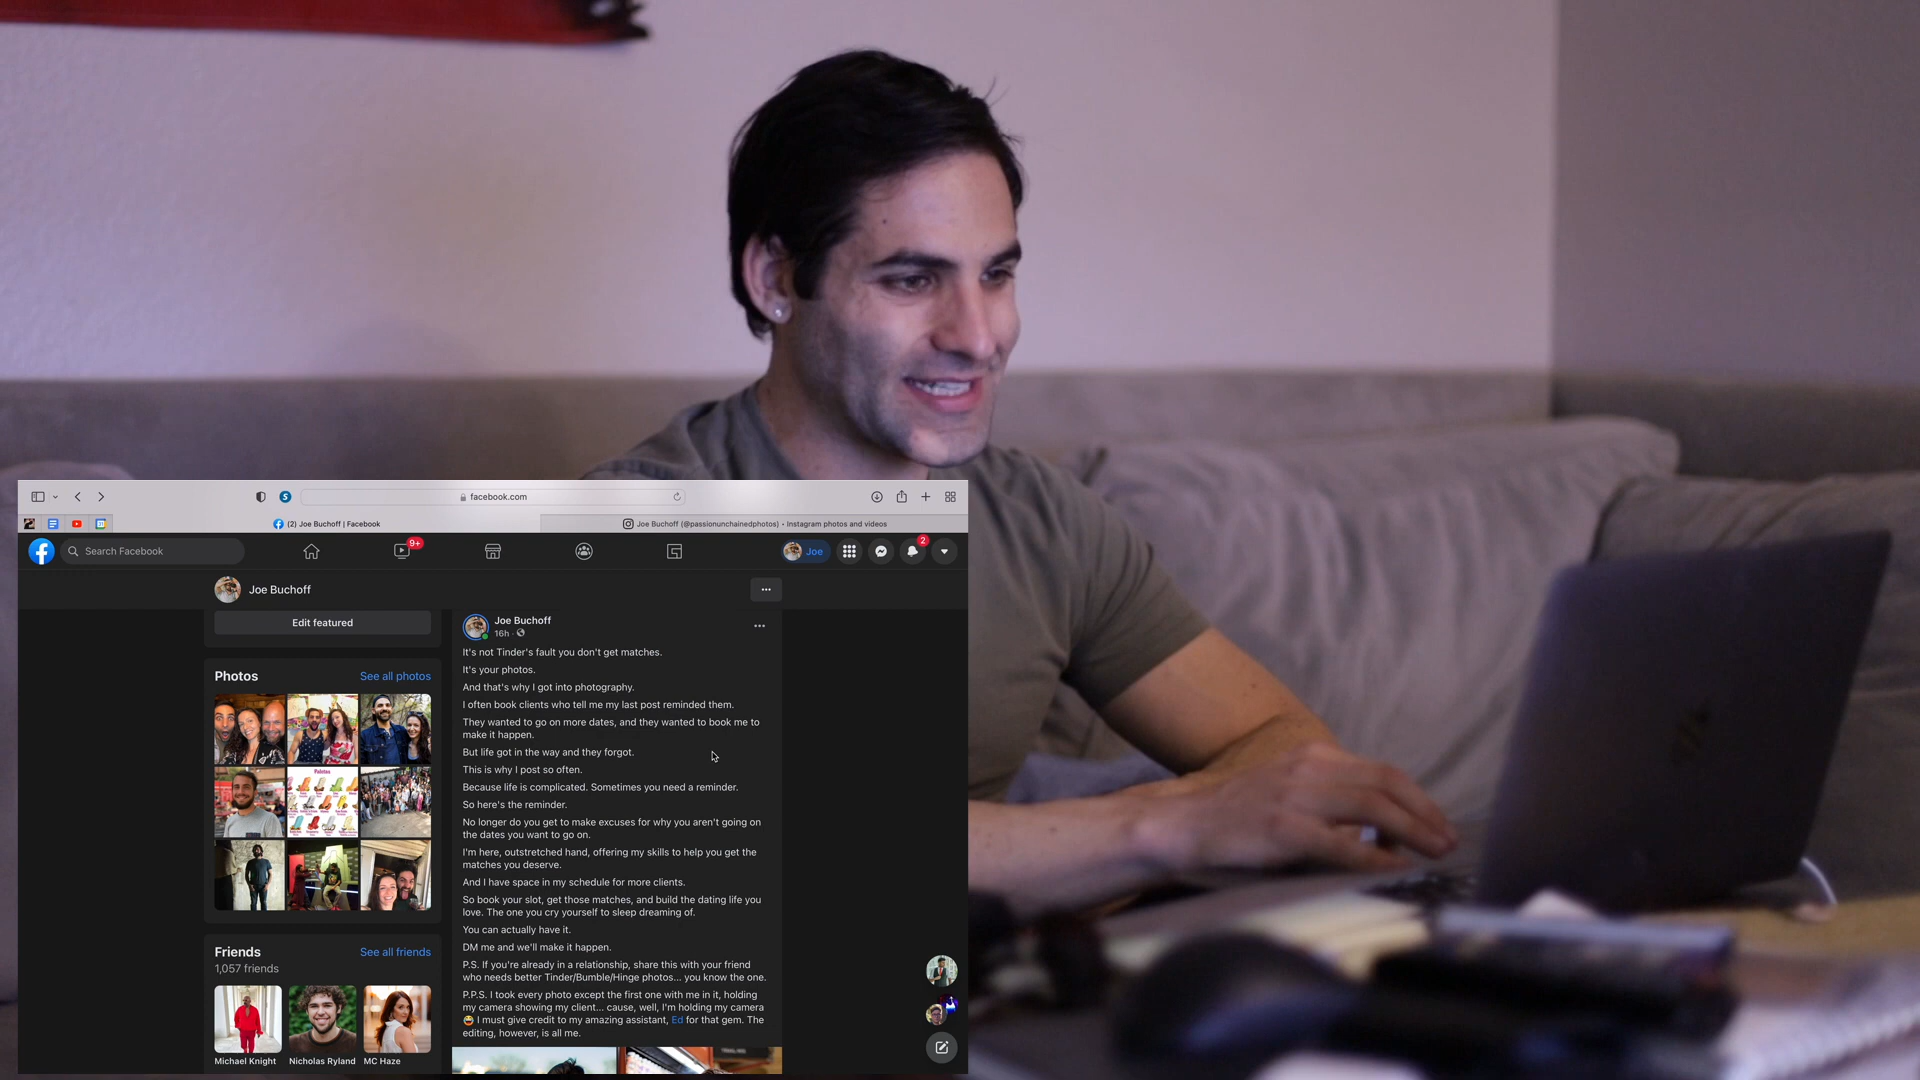 facebook.com
(2) Joe Buchoff | Facebook
Joe Buchoff (@passionunchainedphotos) • Instagram photos and videos
Search Facebook
9+
Joe
2
Joe Buchoff
Edit featured
Photos
See all photos
Friends
See all friends
1,057 friends
Michael Knight
Nicholas Ryland
MC Haze
Joe Buchoff
16h ·
It's not Tinder's fault you don't get matches.
It's your photos.
And that's why I got into photography.
I often book clients who tell me my last post reminded them.
They wanted to go on more dates, and they wanted to book me to
make it happen.
But life got in the way and they forgot.
This is why I post so often.
Because life is complicated. Sometimes you need a reminder.
So here's the reminder.
No longer do you get to make excuses for why you aren't going on
the dates you want to go on.
I'm here, outstretched hand, offering my skills to help you get the
matches you deserve.
And I have space in my schedule for more clients.
So book your slot, get those matches, and build the dating life you
love. The one you cry yourself to sleep dreaming of.
You can actually have it.
DM me and we'll make it happen.
P.S. If you're already in a relationship, share this with your friend
who needs better Tinder/Bumble/Hinge photos... you know the one.
P.P.S. I took every photo except the first one with me in it, holding
my camera showing my client... cause, well, I'm holding my camera
😅 I must give credit to my amazing assistant, Ed for that gem. The
editing, however, is all me.